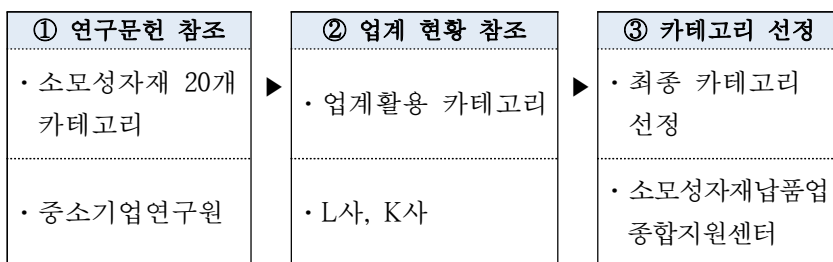 ① 연구문헌 참조
· 소모성자재 20개
카테고리
· 중소기업연구원
▶
② 업계 현황 참조
· 업계활용 카테고리
· L사, K사
▶
③ 카테고리 선정
· 최종 카테고리
선정
· 소모성자재납품업
종합지원센터